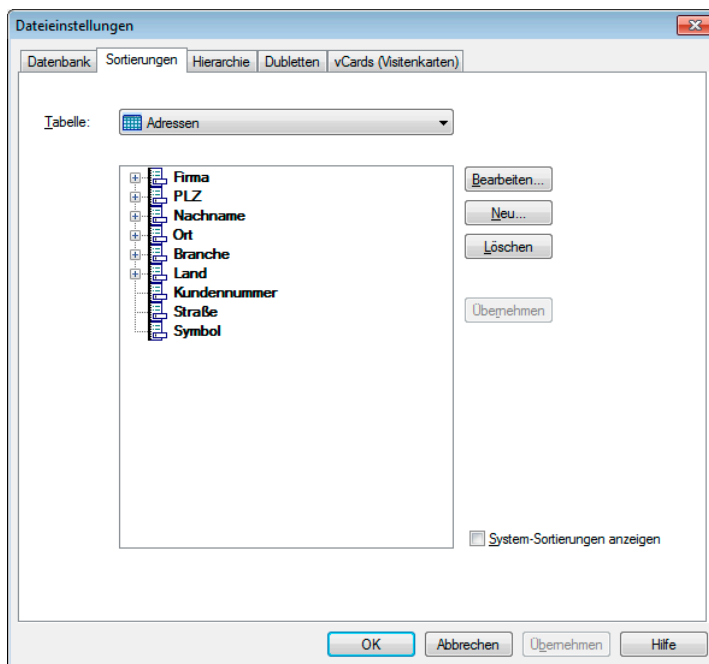 Dateieinstellungen
Datenbank Sortierungen Hierarchie Dubletten vCards (Visitenkarten)
Tabelle: Adressen
Firma
PLZ
Nachname
Ort
Branche
Land
Kundennummer
Straße
Symbol
Bearbeiten...
Neu...
Löschen
Übernehmen
System-Sortierungen anzeigen
OK Abbrechen Übernehmen Hilfe